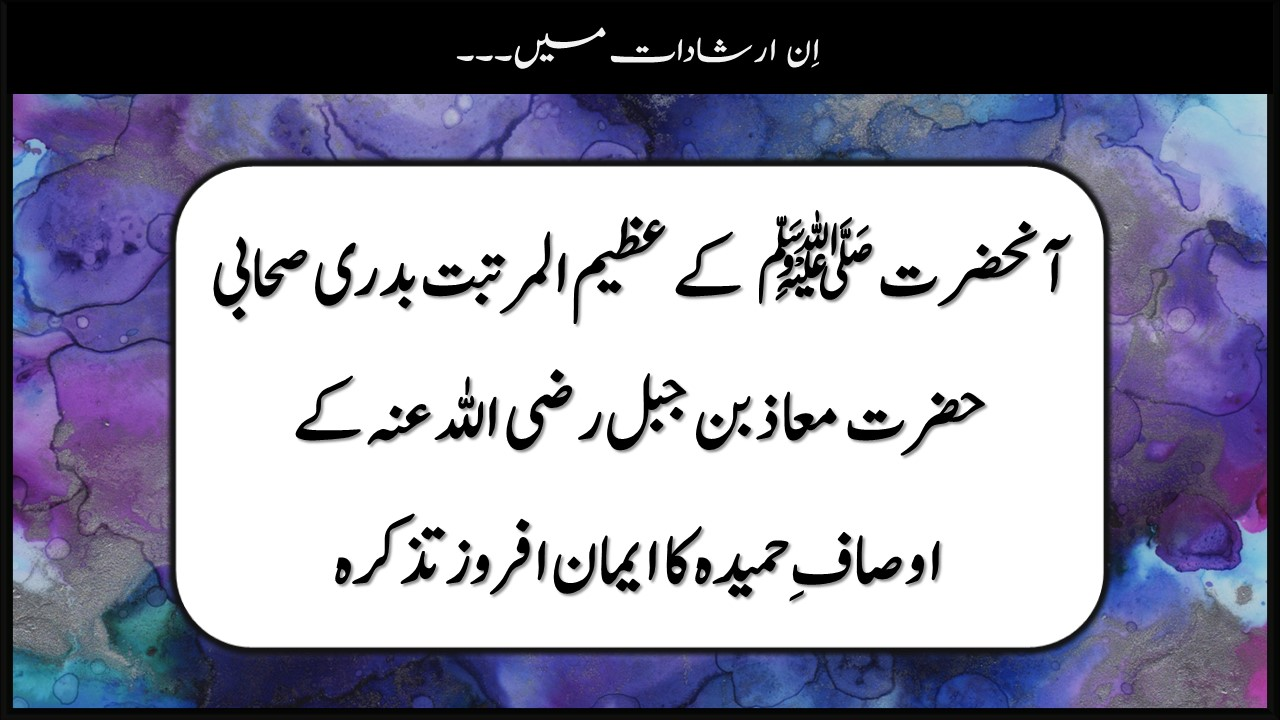 اِن ارشادات میں۔۔۔
آنحضرت ﷺ کے عظیم المرتبت بدری صحابی
حضرت معاذ بن جبل رضی اللہ عنہ کے
اوصافِ حمیدہ کا ایمان افروز تذکرہ